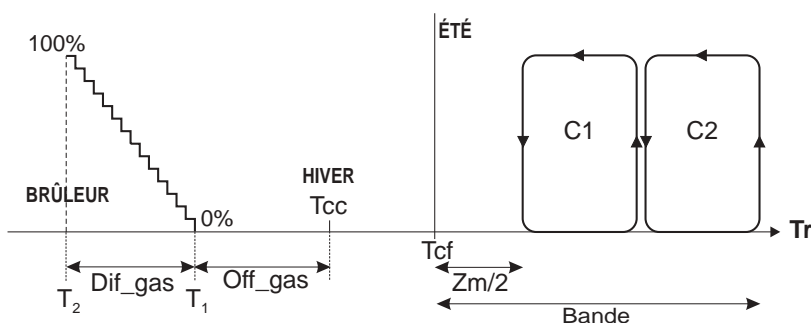 ÉTÉ
100%
C1
C2
BRÛLEUR
HIVER
Tcc
0%
Tr
Tcf
Dif_gas
Off_gas
Zm/2
T2
T1
Bande